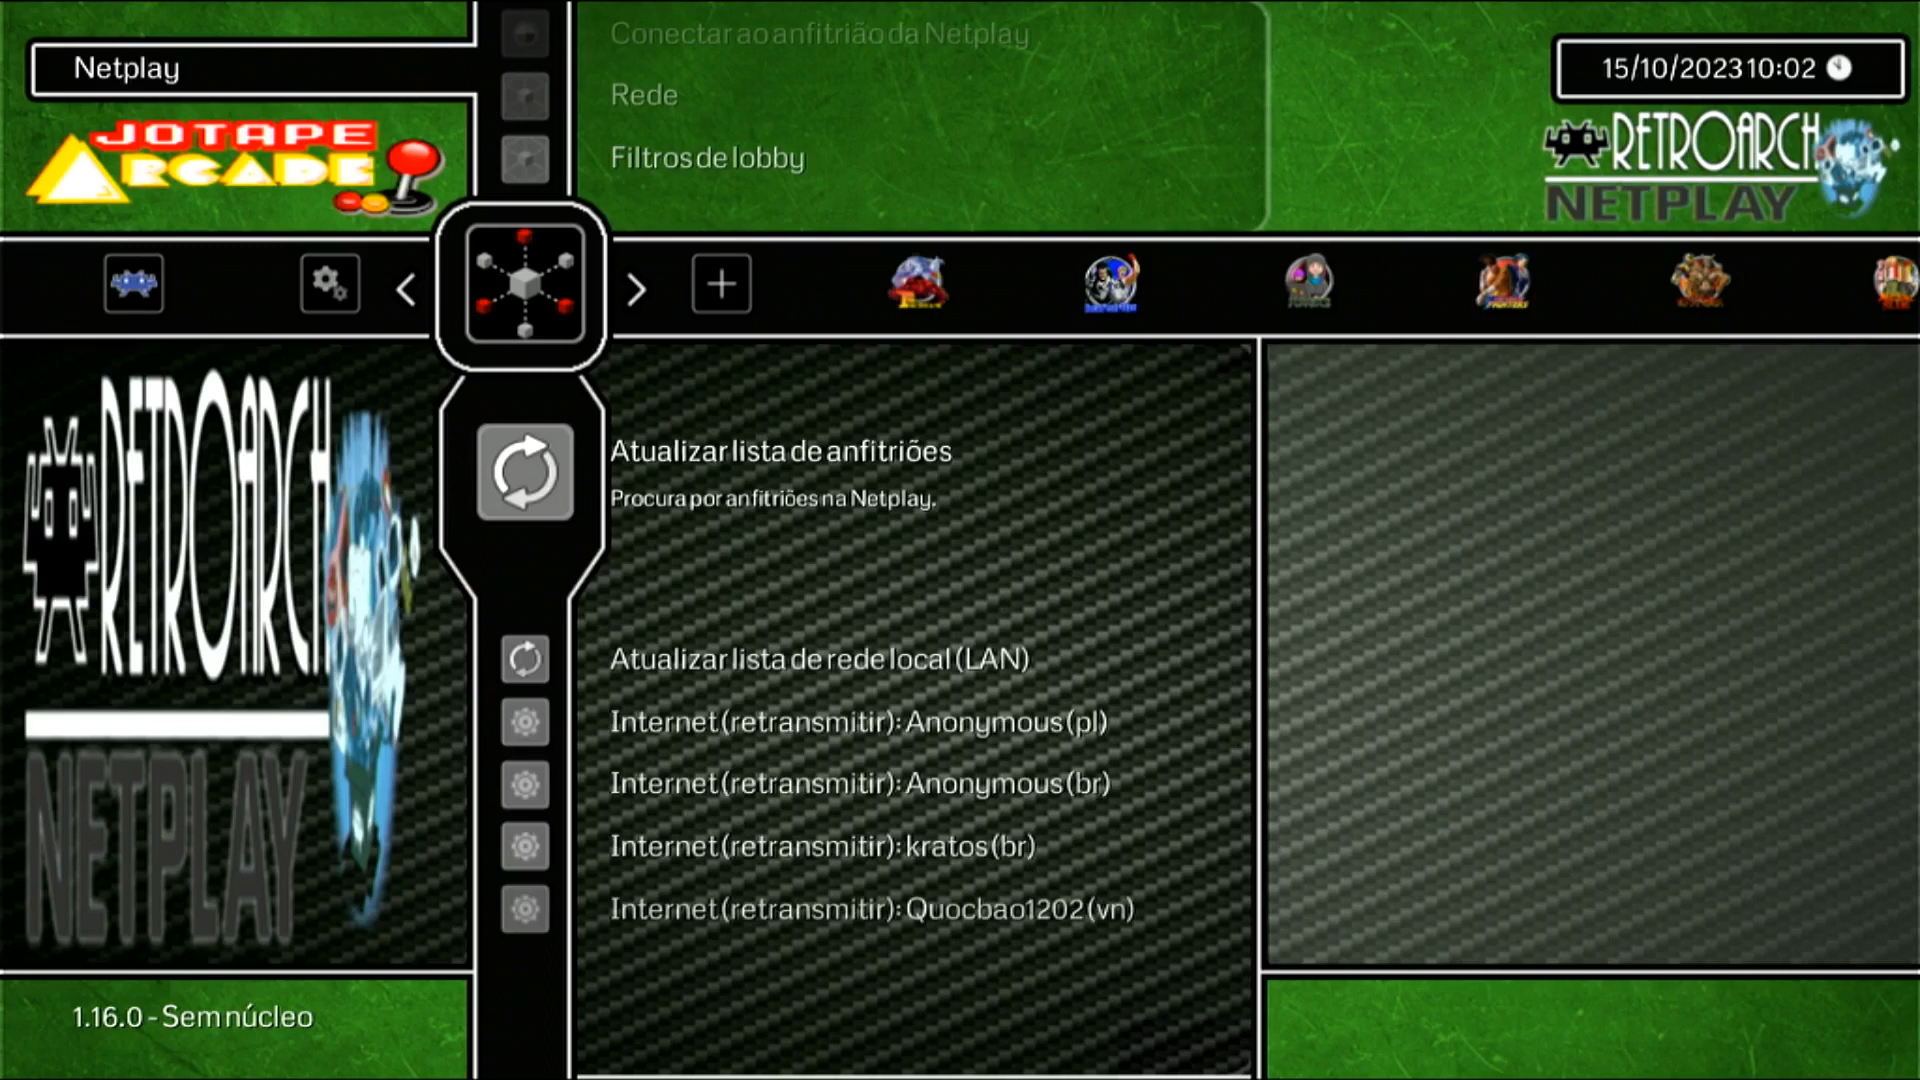 Netplay
JOTAPE
ARCADE
Conectar ao anfitrião da Netplay
Rede
Filtros de lobby
15/10/2023 10:02
RETROARCH
NETPLAY
RETROARCH
NETPLAY
Atualizar lista de anfitriões
Procura por anfitriões na Netplay.
Atualizar lista de rede local (LAN)
Internet (retransmitir): Anonymous (pl)
Internet (retransmitir): Anonymous (br)
Internet (retransmitir): kratos (br)
Internet (retransmitir): Quocbao1202 (vn)
1.16.0 - Sem núcleo